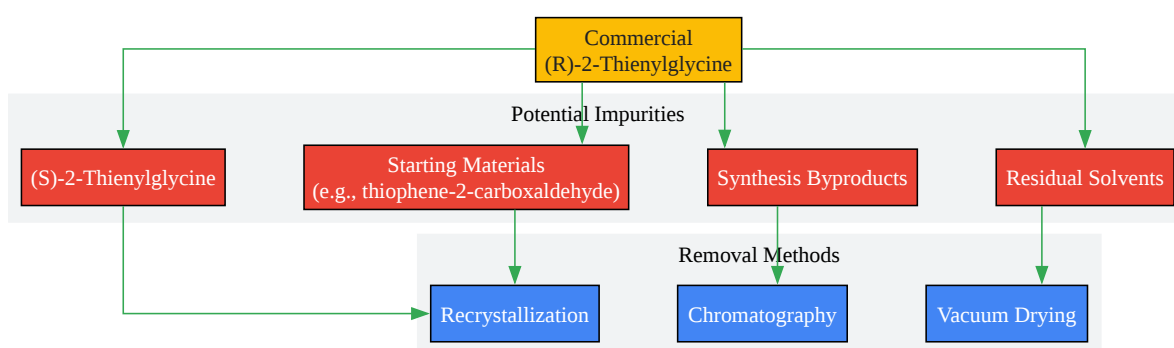 Commercial
(R)-2-Thienylglycine
Potential Impurities
(S)-2-Thienylglycine
Starting Materials
(e.g., thiophene-2-carboxaldehyde)
Synthesis Byproducts
Residual Solvents
Removal Methods
Recrystallization
Chromatography
Vacuum Drying